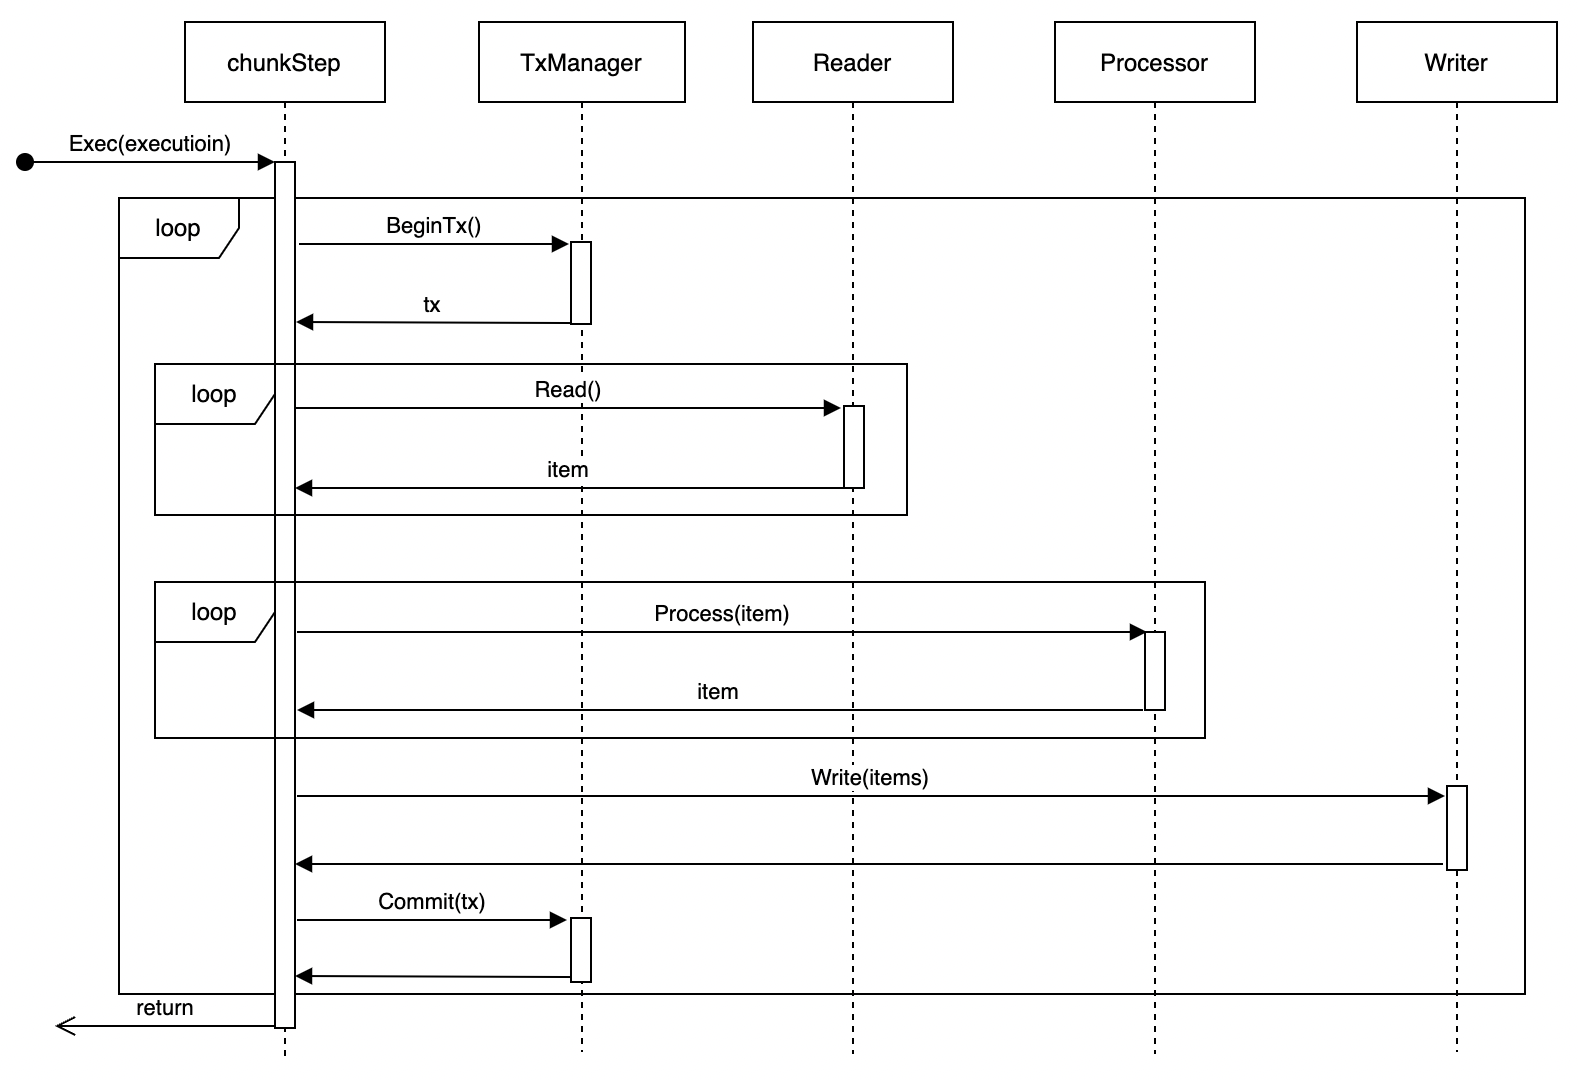 chunkStep
TxManager
Reader
Processor
Writer
Exec(executioin)
loop
BeginTx()
tx
loop
Read()
item
loop
Process(item)
item
Write(items)
Commit(tx)
return